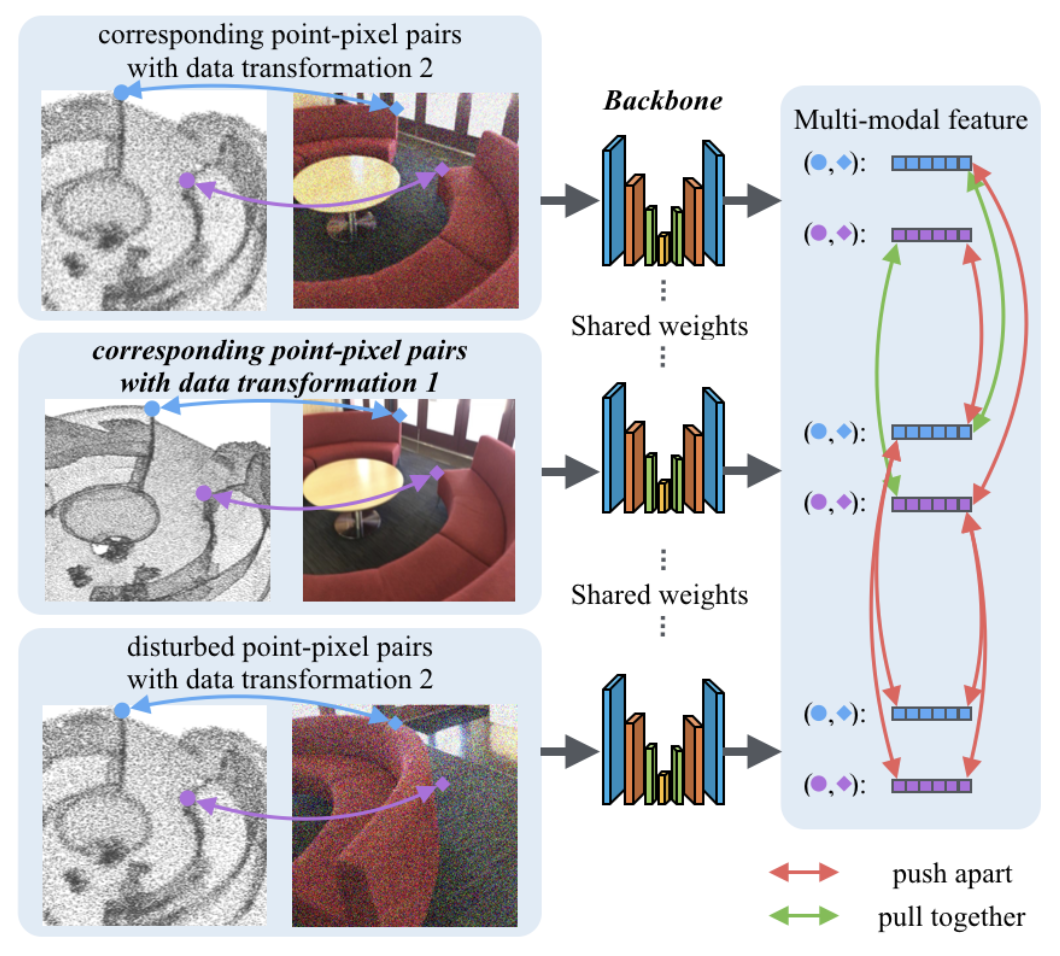 corresponding point-pixel pairs
with data transformation 2
Backbone
Multi-modal feature
( , ):
( , ):
Shared weights
corresponding point-pixel pairs
with data transformation 1
( , ):
( , ):
Shared weights
disturbed point-pixel pairs
with data transformation 2
( , ):
( , ):
push apart
pull together